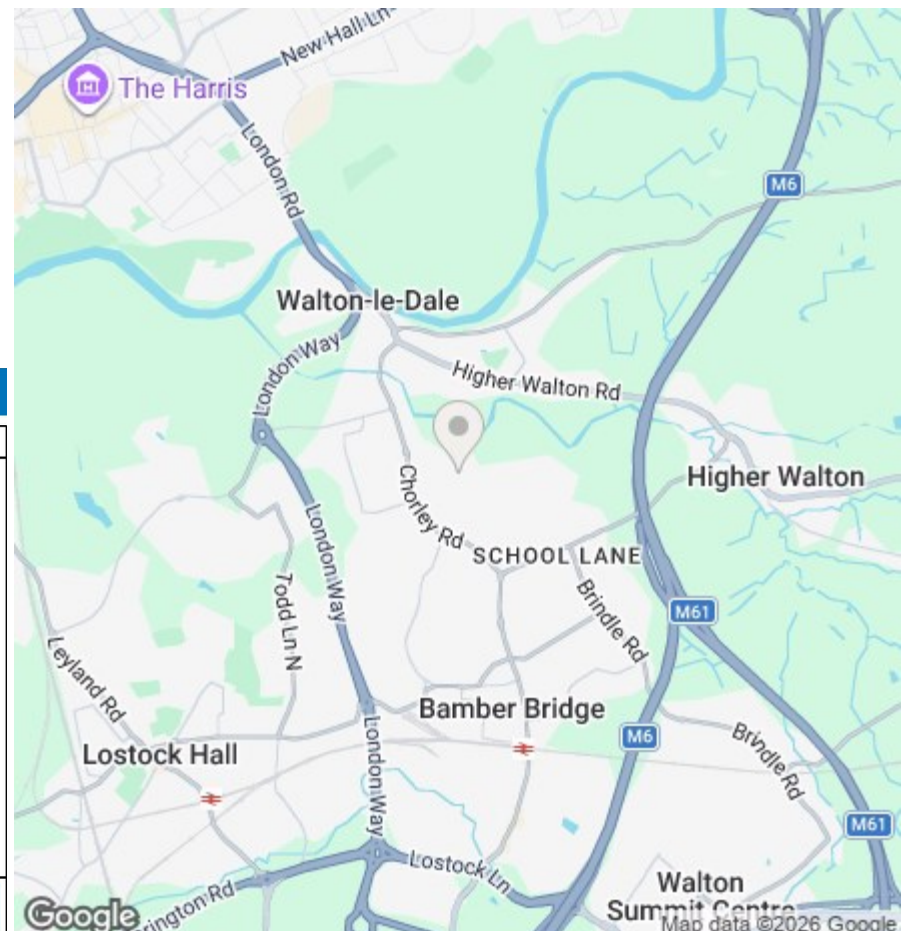 New Hall Ln
The Harris
London Rd
M6
Walton-le-Dale
London Way
Higher Walton Rd
Higher Walton
Chorley Rd
SCHOOL LANE
London Way
Todd Ln N
Brindle Rd
M61
Leyland Rd
Bamber Bridge
M6
Brindle Rd
Lostock Hall
London Way
M61
Lostock Ln
Walton
Summit Centre
Google
rrington Rd
Map data ©2026 Google